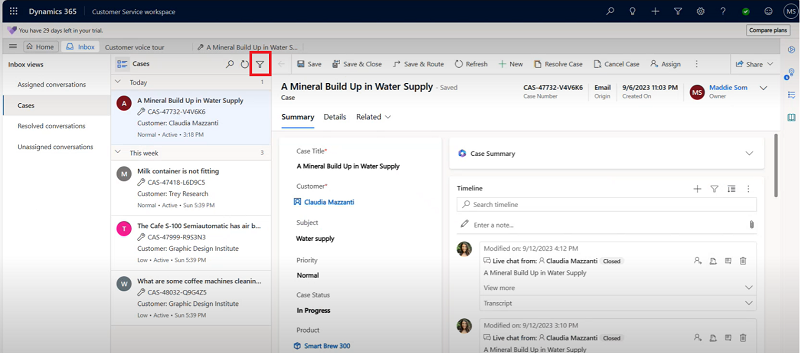 Dynamics 365 Customer Service workspace
MS
You have 29 days left in your trial.
Compare plans
Home
Inbox
Customer voice tour
A Mineral Build Up in Water S...
Inbox views
Assigned conversations
Cases
Resolved conversations
Unassigned conversations
Cases
Today 1
A
A Mineral Build Up in Water Supply
CAS-47732-V4V6K6
Customer: Claudia Mazzanti
Normal • Active • 3:18 PM
This week 3
M
Milk container is not fitting
CAS-47418-L6D9C5
Customer: Trey Research
Normal • Active • Sun 5:39 PM
T
The Cafe S-100 Semiautomatic has air b...
CAS-47999-R9S3N3
Customer: Graphic Design Institute
Low • Active • Sun 5:39 PM
W
What are some coffee machines cleanin...
CAS-48032-Q9G4Z5
Customer: Graphic Design Institute
Low • Active • Sun 5:39 PM
Save
Save & Close
Save & Route
Refresh
New
Resolve Case
Cancel Case
Assign
Share
A Mineral Build Up in Water Supply - Saved
Case
CAS-47732-V4V6K6
Case Number
Email
Origin
9/6/2023 11:03 PM
Created On
MS
Maddie Som
Owner
Summary
Details
Related
Case Title*
A Mineral Build Up in Water Supply
Customer*
Claudia Mazzanti
Subject
Water supply
Priority
Normal
Case Status
In Progress
Product
Smart Brew 300
Case Summary
Timeline
Search timeline
Enter a note...
Modified on: 9/12/2023 4:12 PM
Live chat from: Claudia Mazzanti Closed
A Mineral Build Up in Water Supply
View more
Transcript
Modified on: 9/12/2023 3:10 PM
Live chat from: Claudia Mazzanti Closed
A Mineral Build Up in Water Supply